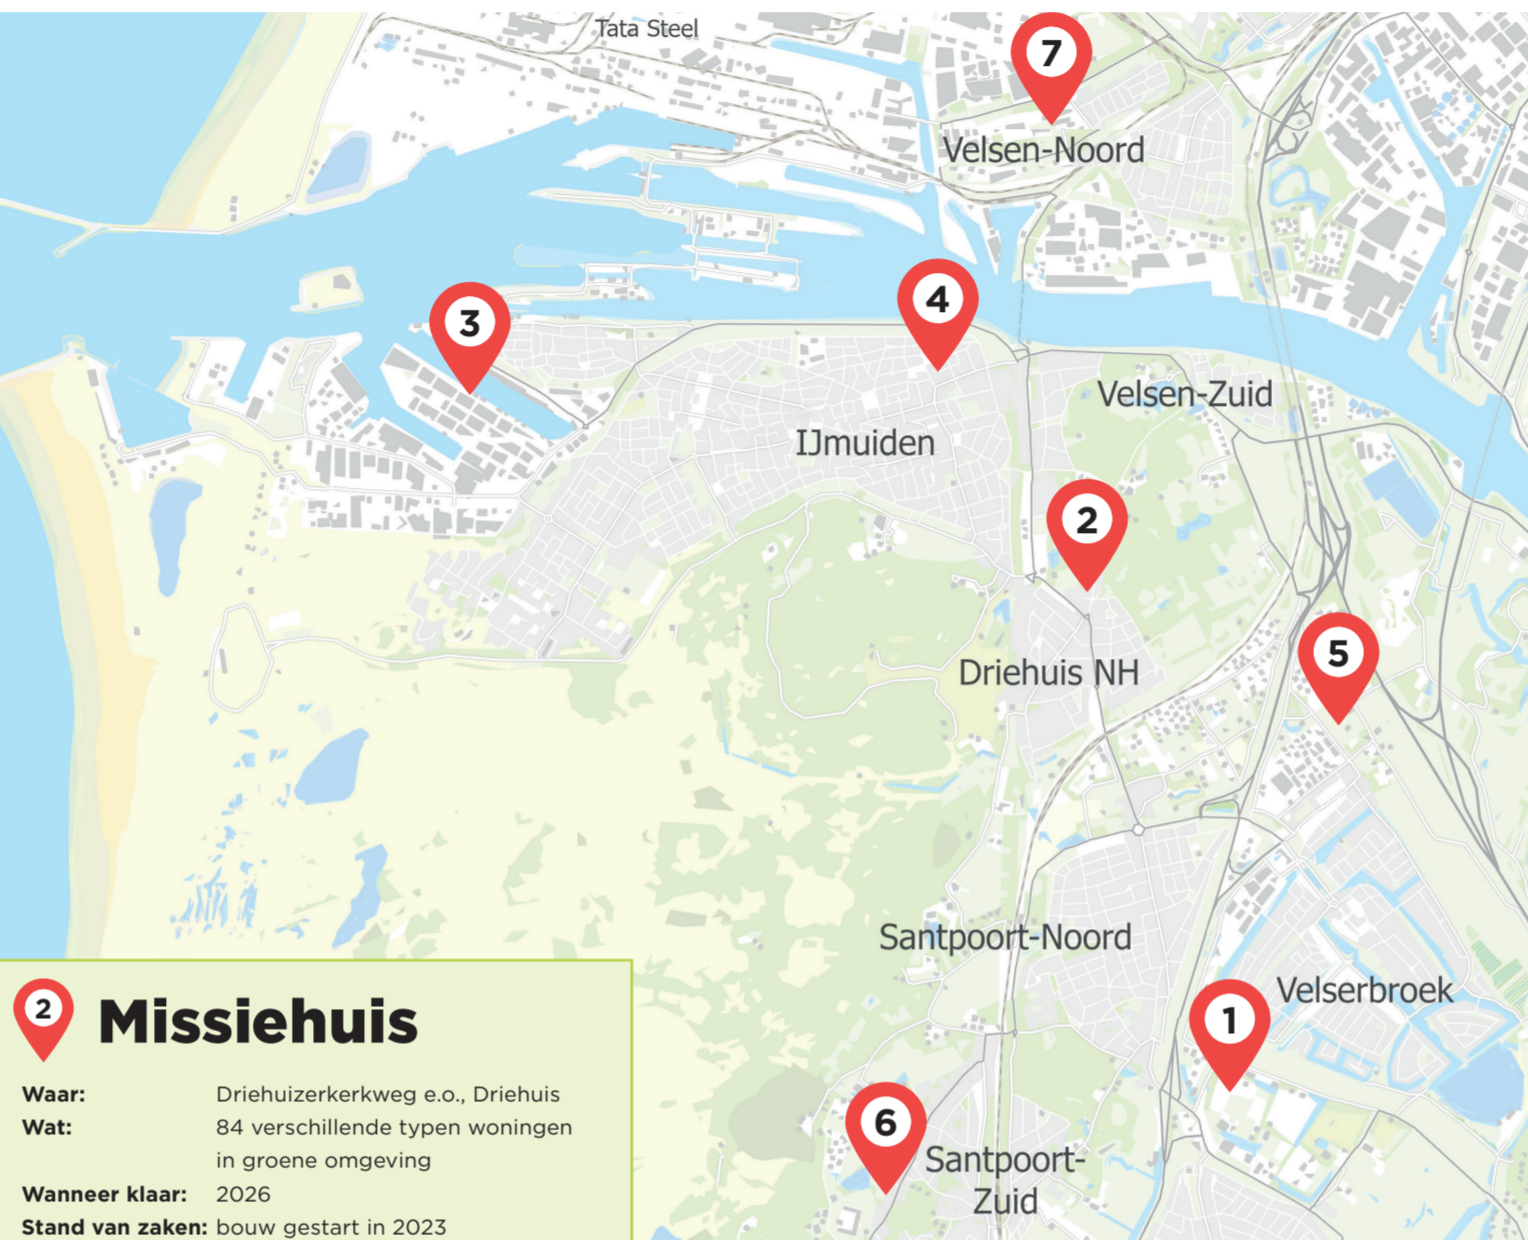 Tata Steel
7
Velsen-Noord
4
3
Velsen-Zuid
IJmuiden
2
5
Driehuis NH
Santpoort-Noord
Velserbroek
1
6
Santpoort-
Zuid
2 Missiehuis
Waar: Driehuizerkerkweg e.o., Driehuis
Wat: 84 verschillende typen woningen
in groene omgeving
Wanneer klaar: 2026
Stand van zaken: bouw gestart in 2023